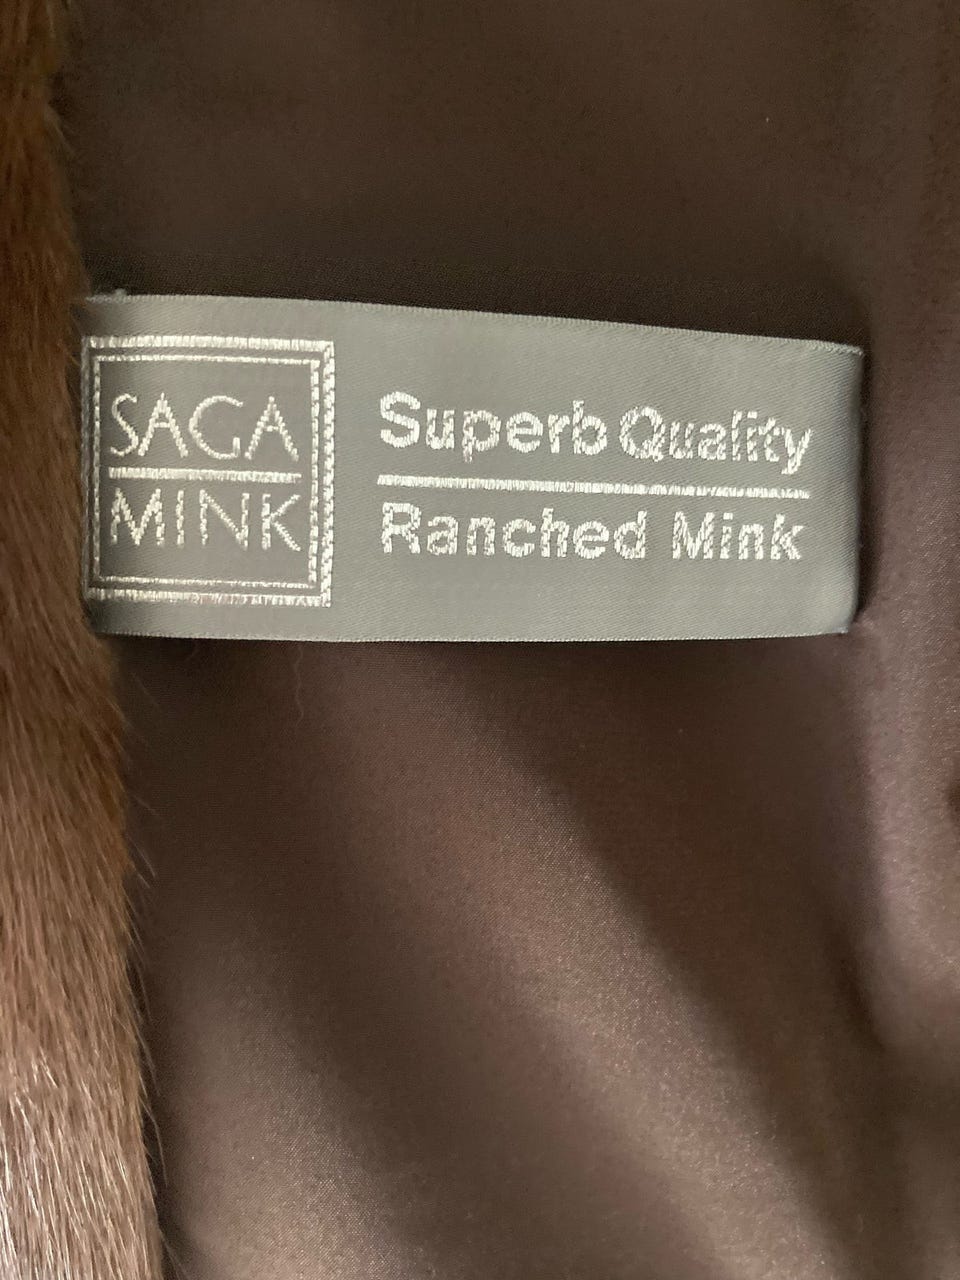 SAGA
MINK
Superb Quality
Ranched Mink